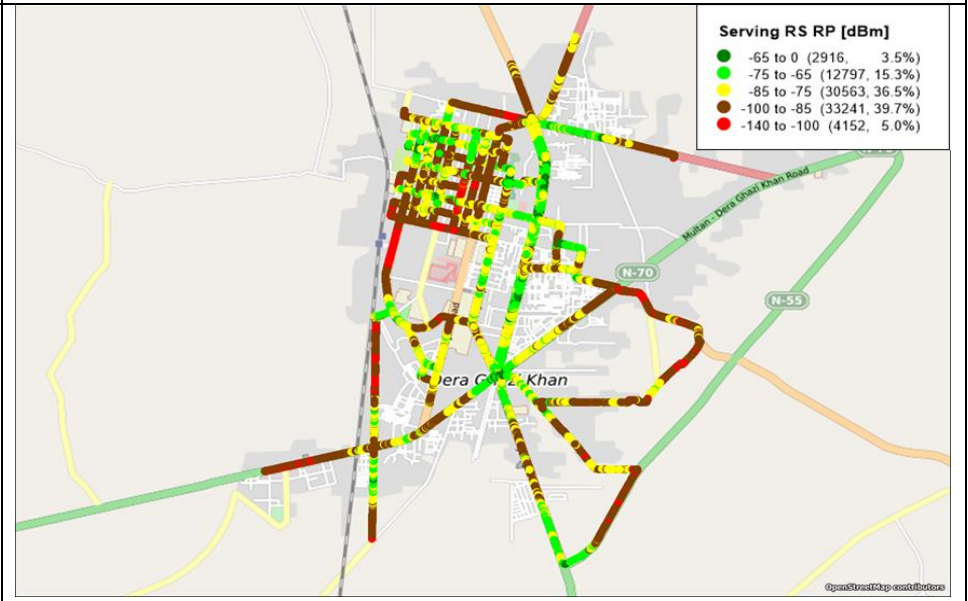 Serving RS RP [dBm]
-65 to 0 (2916, 3.5%)
-75 to -65 (12797, 15.3%)
-85 to -75 (30563, 36.5%)
-100 to -85 (33241, 39.7%)
-140 to -100 (4152, 5.0%)
Multan - Dera Ghazi Khan Road
N-70
N-55
Dera Ghazi Khan
OpenStreetMap contributors